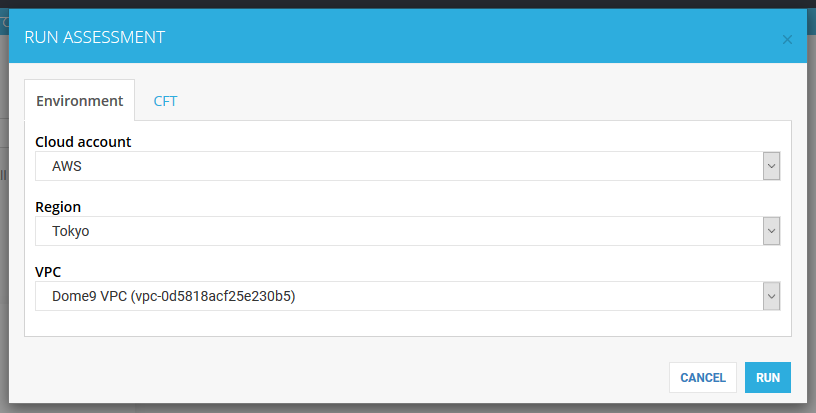 RUN ASSESSMENT
×
Environment CFT
Cloud account
AWS
Region
Tokyo
VPC
Dome9 VPC (vpc-0d5818acf25e230b5)
CANCEL RUN